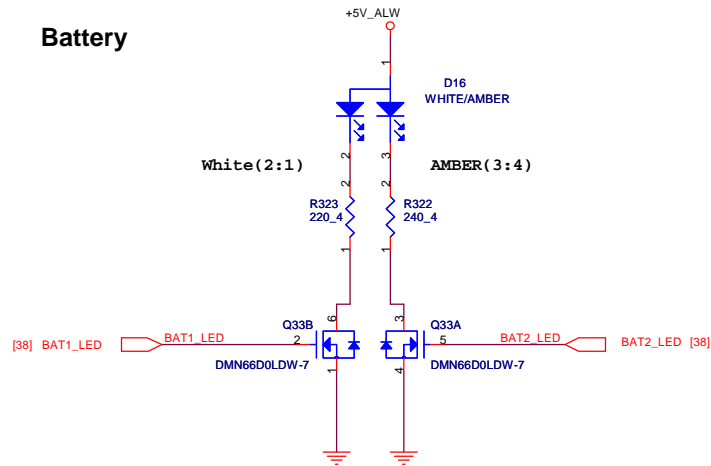 +5V_ALW
Battery
1
D16
WHITE/AMBER
2
3
White(2:1)
AMBER(3:4)
2
2
R323
220_4
R322
240_4
1
1
6
3
Q33B
Q33A
[38] BAT1_LED
BAT1_LED
2
5
BAT2_LED
BAT2_LED [38]
DMN66D0LDW-7
DMN66D0LDW-7
1
4